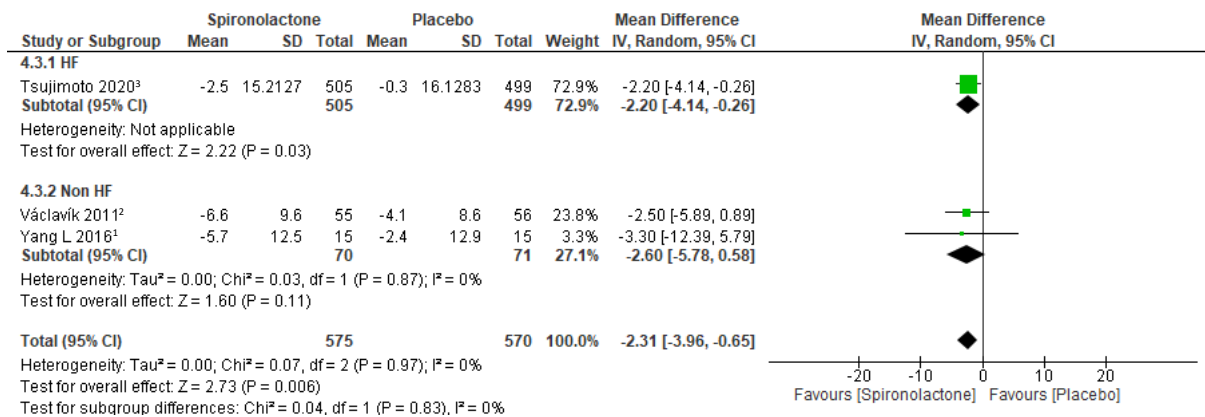 Spironolactone Placebo Mean Difference Mean Difference
Study or Subgroup Mean SD Total Mean SD Total Weight IV, Random, 95% CI IV, Random, 95% CI
4.3.1 HF
Tsujimoto 2020³ -2.5 15.2127 505 -0.3 16.1283 499 72.9% -2.20 [-4.14, -0.26]
Subtotal (95% CI) 505 499 72.9% -2.20 [-4.14, -0.26]
Heterogeneity: Not applicable
Test for overall effect: Z = 2.22 (P = 0.03)
4.3.2 Non HF
Václavík 2011² -6.6 9.6 55 -4.1 8.6 56 23.8% -2.50 [-5.89, 0.89]
Yang L 2016¹ -5.7 12.5 15 -2.4 12.9 15 3.3% -3.30 [-12.39, 5.79]
Subtotal (95% CI) 70 71 27.1% -2.60 [-5.78, 0.58]
Heterogeneity: Tau² = 0.00; Chi² = 0.03, df = 1 (P = 0.87); I² = 0%
Test for overall effect: Z = 1.60 (P = 0.11)
Total (95% CI) 575 570 100.0% -2.31 [-3.96, -0.65]
Heterogeneity: Tau² = 0.00; Chi² = 0.07, df = 2 (P = 0.97); I² = 0%
Test for overall effect: Z = 2.73 (P = 0.006)
Test for subgroup differences: Chi² = 0.04, df = 1 (P = 0.83), I² = 0%
-20 -10 0 10 20
Favours [Spironolactone] Favours [Placebo]